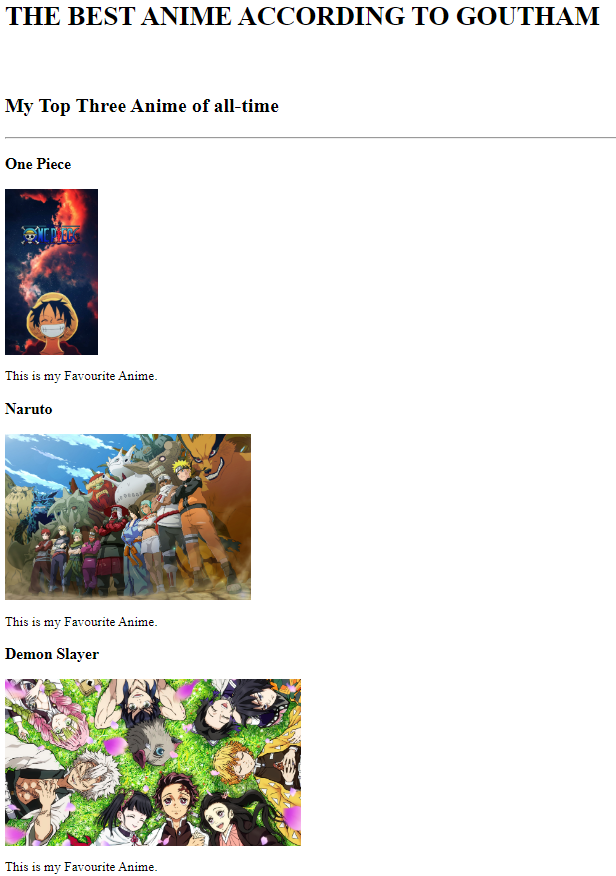 THE BEST ANIME ACCORDING TO GOUTHAM
My Top Three Anime of all-time
One Piece
ONE PIECE
This is my Favourite Anime.
Naruto
This is my Favourite Anime.
Demon Slayer
This is my Favourite Anime.